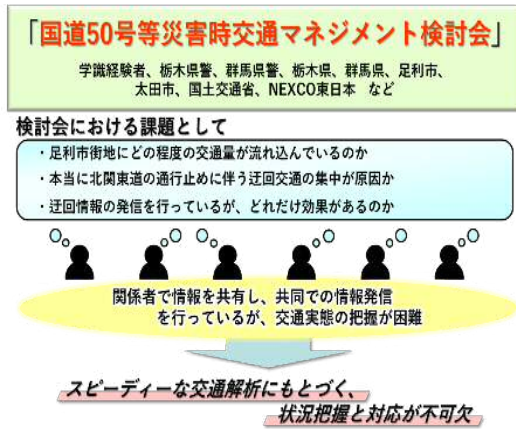 「国道50号等災害時交通マネジメント検討会」
学識経験者、栃木県警、群馬県警、栃木県、群馬県、足利市、
太田市、国土交通省、NEXCO東日本 など
検討会における課題として
・足利市街地にどの程度の交通量が流れ込んでいるのか
・本当に北関東道の通行止めに伴う迂回交通の集中が原因か
・迂回情報の発信を行っているが、どれだけ効果があるのか
関係者で情報を共有し、共同での情報発信
を行っているが、交通実態の把握が困難
スピーディーな交通解析にもとづく、
状況把握と対応が不可欠